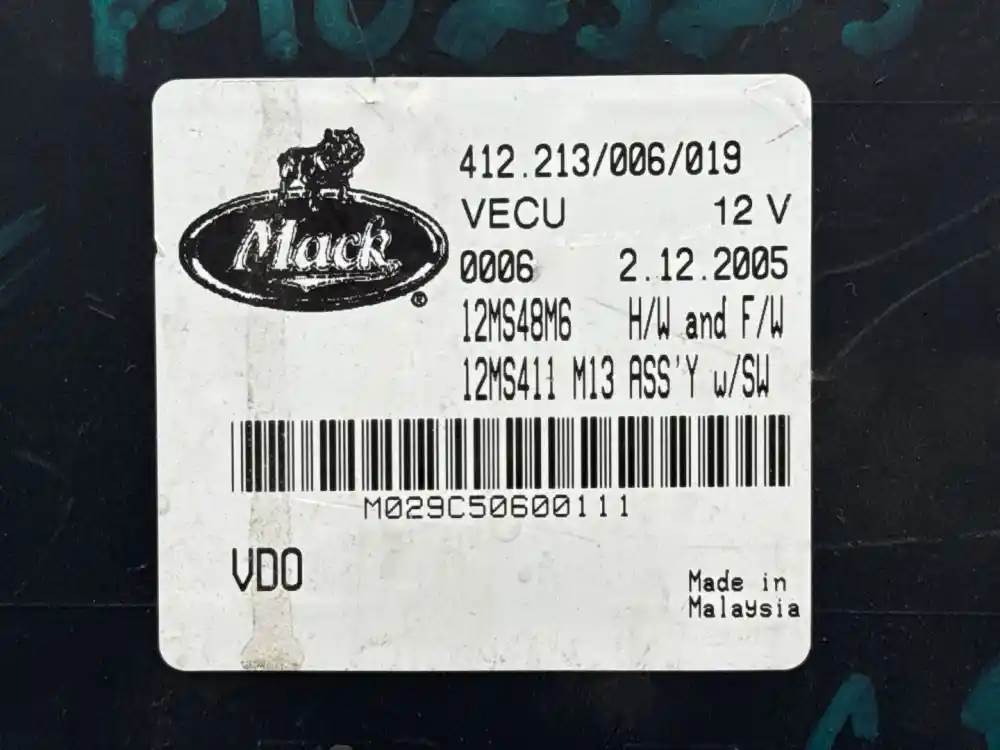 412.213/006/019
Mack
®
VECU 12 V
0006 2.12.2005
12MS48M6 H/W and F/W
12MS411 M13 ASS'Y w/SW
M029C50600111
VDO
Made in
Malaysia